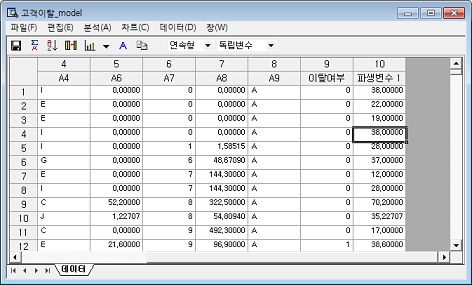 고객이탈_model
파일(F) 편집(E) 분석(A) 차트(C) 데이터(D) 창(W)
연속형 독립변수
4 5 6 7 8 9 10
A4 A6 A7 A8 A9 이탈여부 파생변수 1
1 I 0,00000 0 0,00000 A 0 38,00000
2 E 0,00000 0 0,00000 A 0 22,00000
3 E 0,00000 0 0,00000 A 0 19,00000
4 I 0,00000 0 0,00000 A 0 38,00000
5 I 0,00000 1 1,58515 A 0 28,00000
6 G 0,00000 6 48,67090 A 0 37,00000
7 E 0,00000 7 144,30000 A 0 12,00000
8 I 0,00000 7 144,30000 A 0 28,00000
9 C 52,20000 8 322,50000 A 0 70,20000
10 J 1,22707 8 54,80940 A 0 35,22707
11 C 0,00000 9 492,30000 A 0 17,00000
12 E 21,60000 9 96,90000 A 1 38,60000
데이터